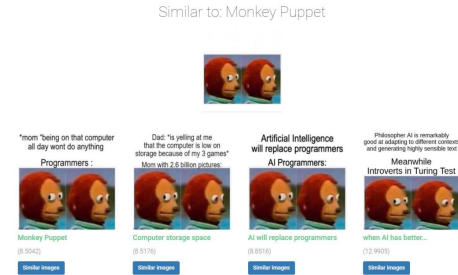 Similar to: Monkey Puppet
*mom "being on that computer
all day wont do anything
Programmers :
Dad: *is yelling at me
that the computer is low on
storage because of my 3 games*
Mom with 2.6 billion pictures:
Artificial Intelligence
will replace programmers
AI Programmers:
Philosopher AI is remarkably
good at adapting to different contexts
and generating highly sensible text
Meanwhile
Introverts in Turing Test
Monkey Puppet
(8.5042)
Similar images
Computer storage space
(8.5176)
Similar images
AI will replace programmers
(8.8516)
Similar images
when AI has better...
(12.9905)
Similar images